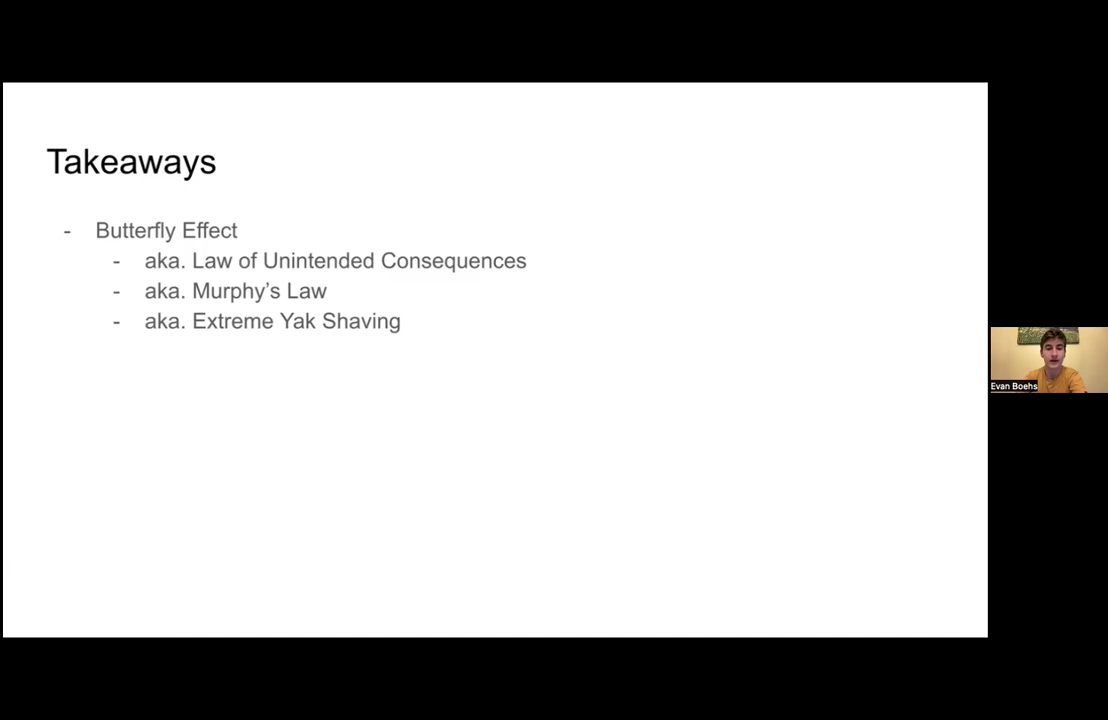 Takeaways
- Butterfly Effect
- aka. Law of Unintended Consequences
- aka. Murphy’s Law
- aka. Extreme Yak Shaving
Evan Boehs